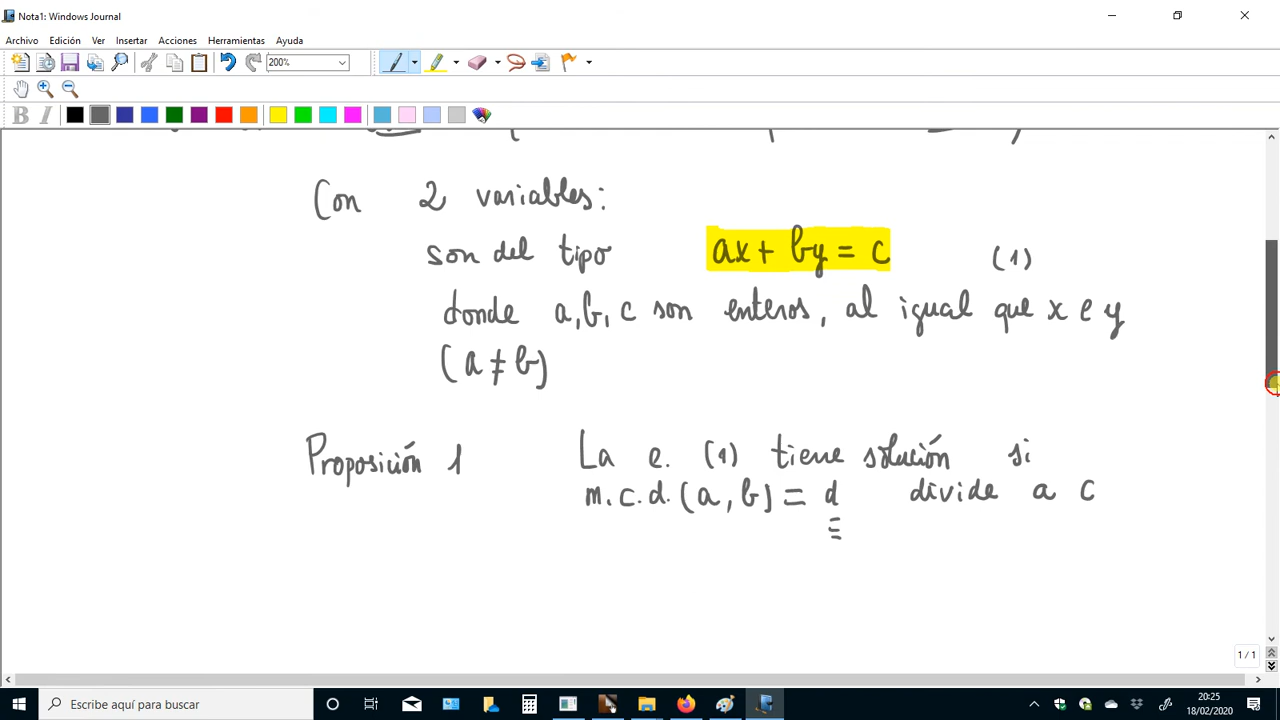 Nota1: Windows Journal
Archivo Edición Ver Insertar Acciones Herramientas Ayuda
200%
B I
Con 2 variables:
son del tipo ax + by = c (1)
donde a, b, c son enteros, al igual que x e y
(a ≠ b)
Proposición 1 La e. (1) tiene solución si
m.c.d. (a, b) = d divide a c
1 / 1
Escribe aquí para buscar
20:25
18/02/2020